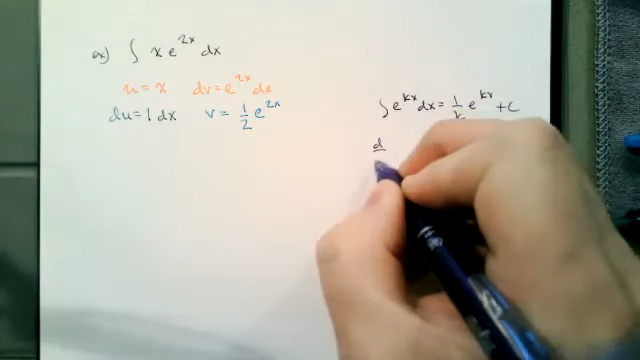 ex) ∫ x e^{2x} dx
u = x dv = e^{2x} dx
du = 1 dx v = 1/2 e^{2x}
∫ e^{kx} dx = 1/k e^{kx} + C
d